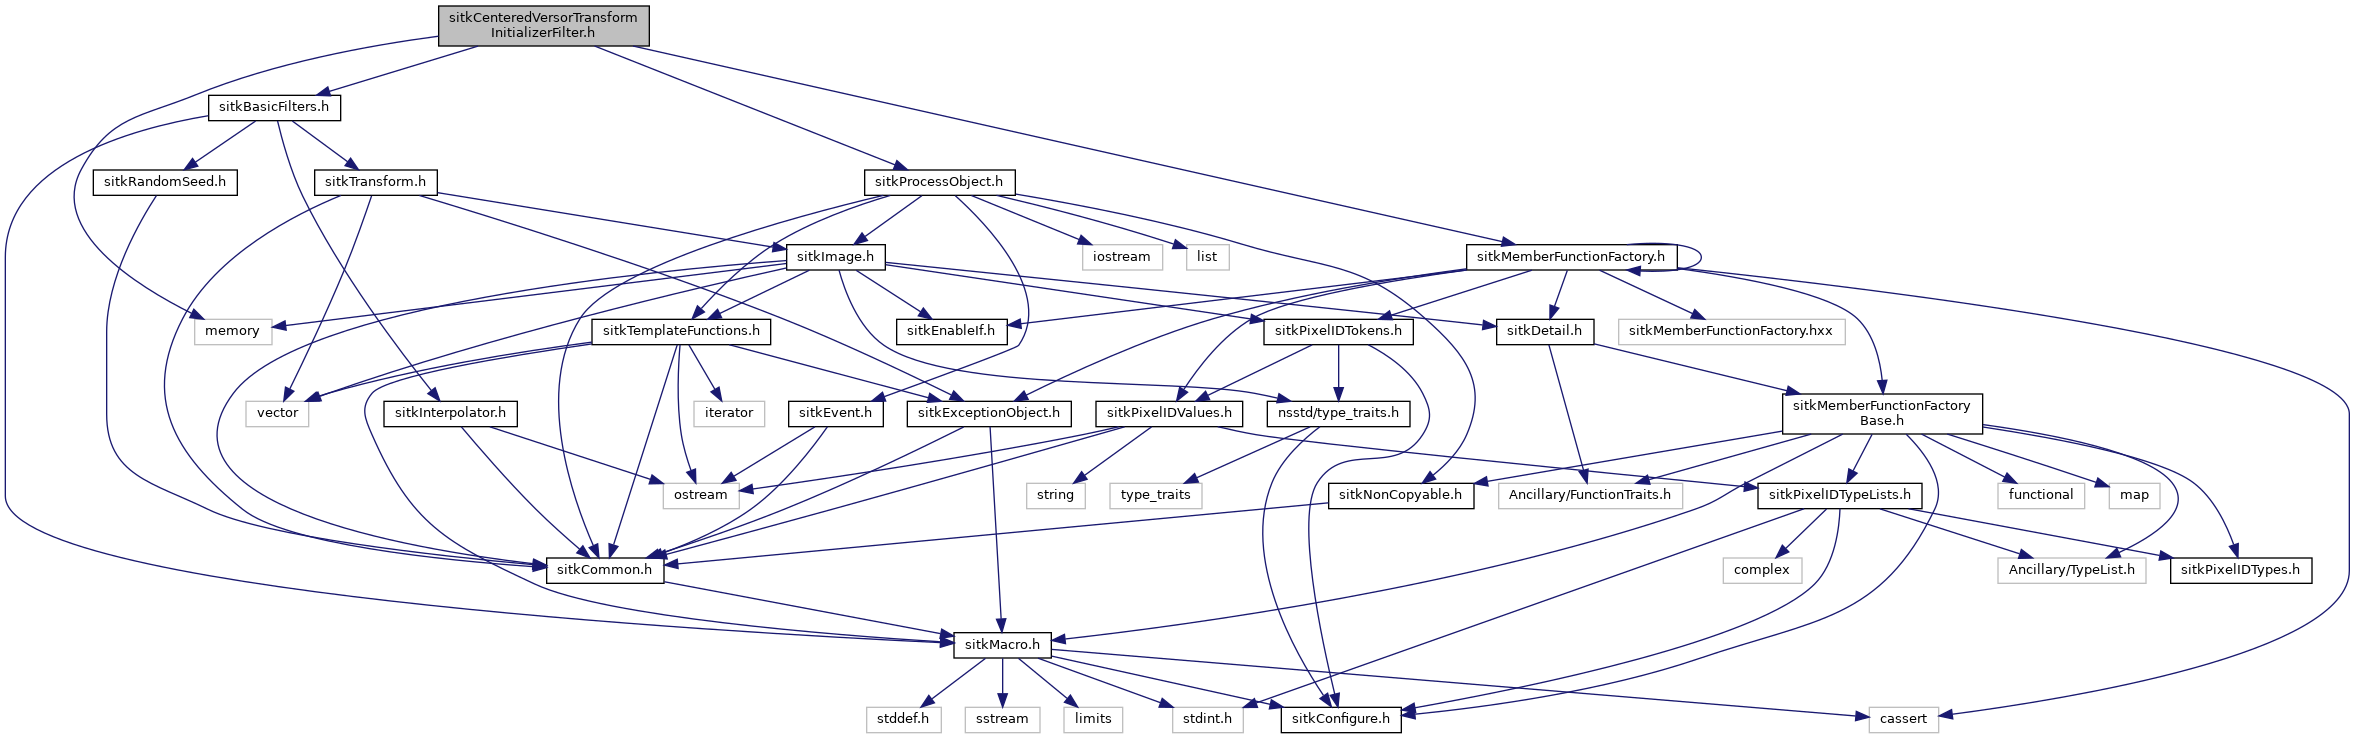 sitkCenteredVersorTransform
InitializerFilter.h
sitkBasicFilters.h
sitkRandomSeed.h
sitkTransform.h
sitkProcessObject.h
sitkImage.h
iostream
list
sitkMemberFunctionFactory.h
memory
sitkTemplateFunctions.h
sitkEnableIf.h
sitkPixelIDTokens.h
sitkDetail.h
sitkMemberFunctionFactory.hxx
vector
sitkInterpolator.h
iterator
sitkEvent.h
sitkExceptionObject.h
sitkPixelIDValues.h
nsstd/type_traits.h
sitkMemberFunctionFactory
Base.h
ostream
string
type_traits
sitkNonCopyable.h
Ancillary/FunctionTraits.h
sitkPixelIDTypeLists.h
functional
map
sitkCommon.h
complex
Ancillary/TypeList.h
sitkPixelIDTypes.h
sitkMacro.h
stddef.h
sstream
limits
stdint.h
sitkConfigure.h
cassert